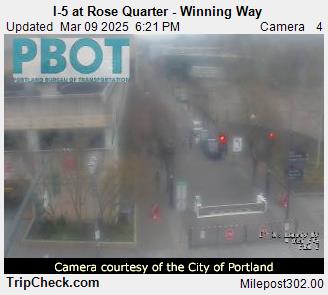 I-5 at Rose Quarter - Winning Way
Updated Mar 09 2025 6:21 PM Camera 4
PBOT
PORTLAND BUREAU OF TRANSPORTATION
Camera courtesy of the City of Portland
TripCheck.com Milepost302.00